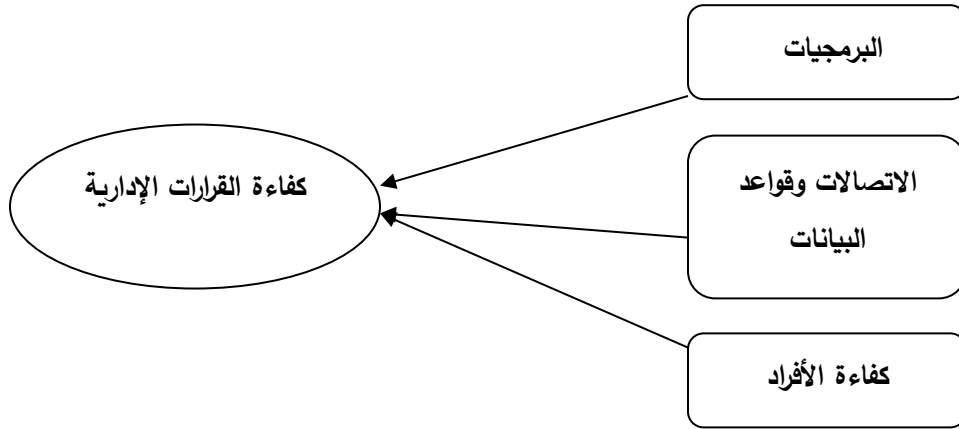 البرمجيات
الاتصالات وقواعد
البيانات
كفاءة الأفراد
كفاءة القرارات الإدارية